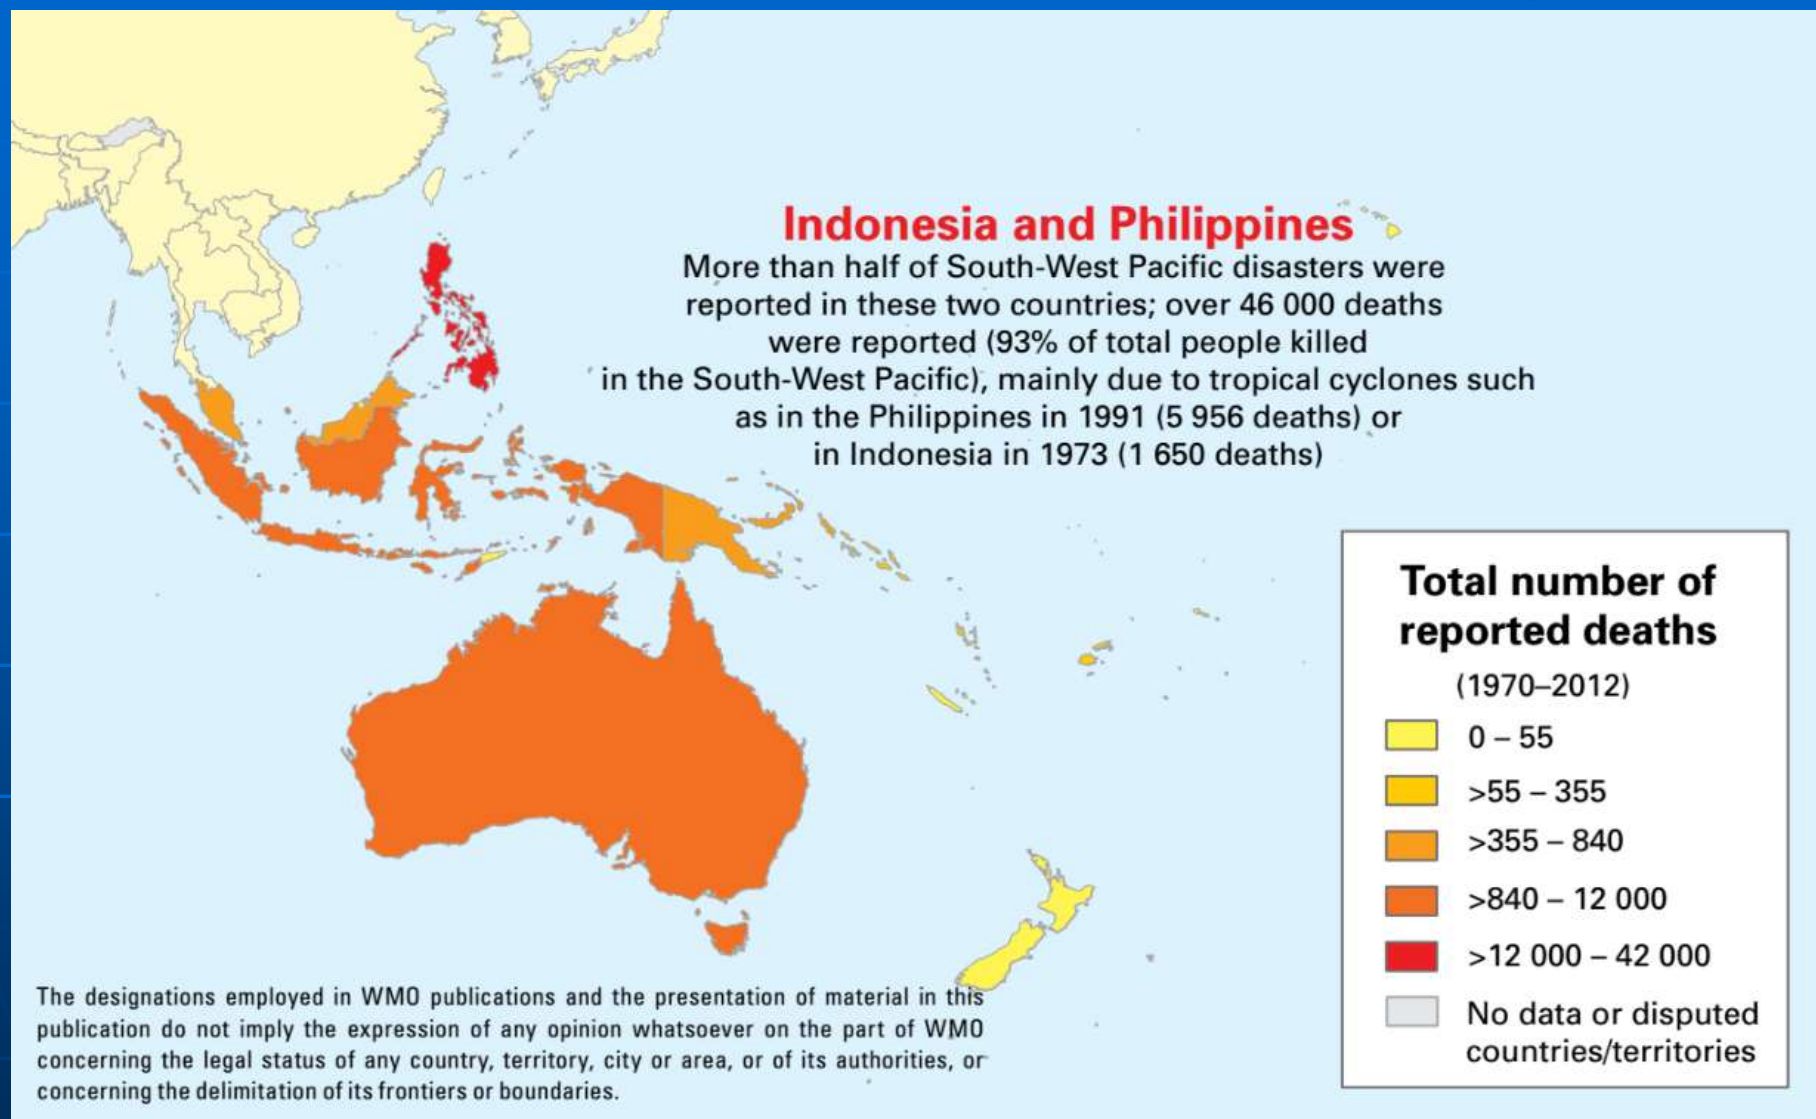 Indonesia and Philippines
More than half of South-West Pacific disasters were
reported in these two countries; over 46 000 deaths
were reported (93% of total people killed
in the South-West Pacific), mainly due to tropical cyclones such
as in the Philippines in 1991 (5 956 deaths) or
in Indonesia in 1973 (1 650 deaths)
Total number of
reported deaths
(1970–2012)
0 – 55
>55 – 355
>355 – 840
>840 – 12 000
>12 000 – 42 000
No data or disputed
countries/territories
The designations employed in WMO publications and the presentation of material in this
publication do not imply the expression of any opinion whatsoever on the part of WMO
concerning the legal status of any country, territory, city or area, or of its authorities, or
concerning the delimitation of its frontiers or boundaries.